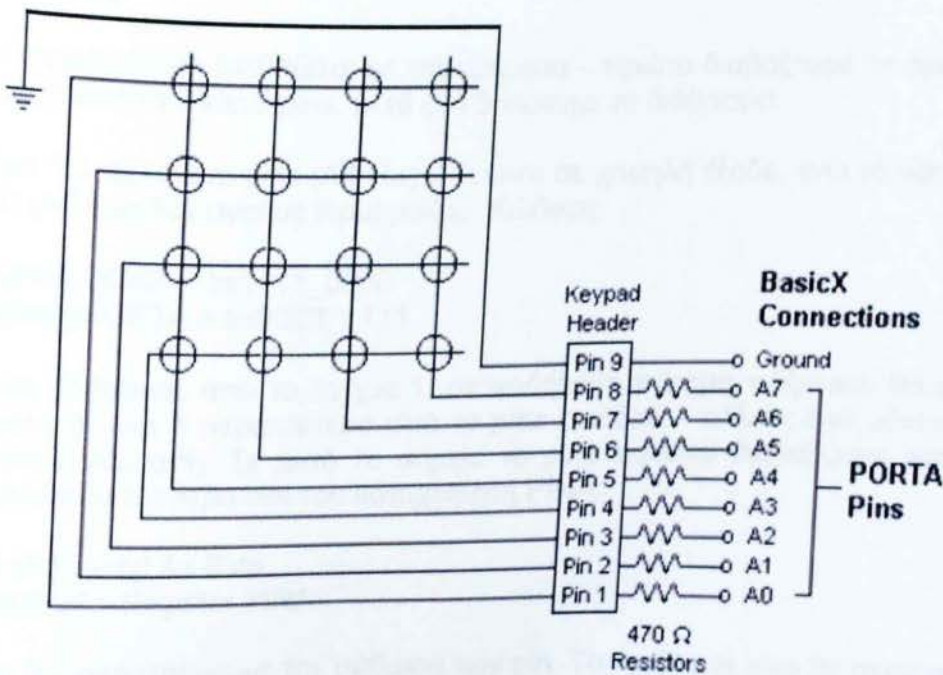 BasicX
Connections
Keypad
Header
Pin 9 Ground
Pin 8 A7
Pin 7 A6
Pin 6 A5
Pin 5 A4
Pin 4 A3
Pin 3 A2
Pin 2 A1
Pin 1 A0
PORTA
Pins
470 Ω
Resistors